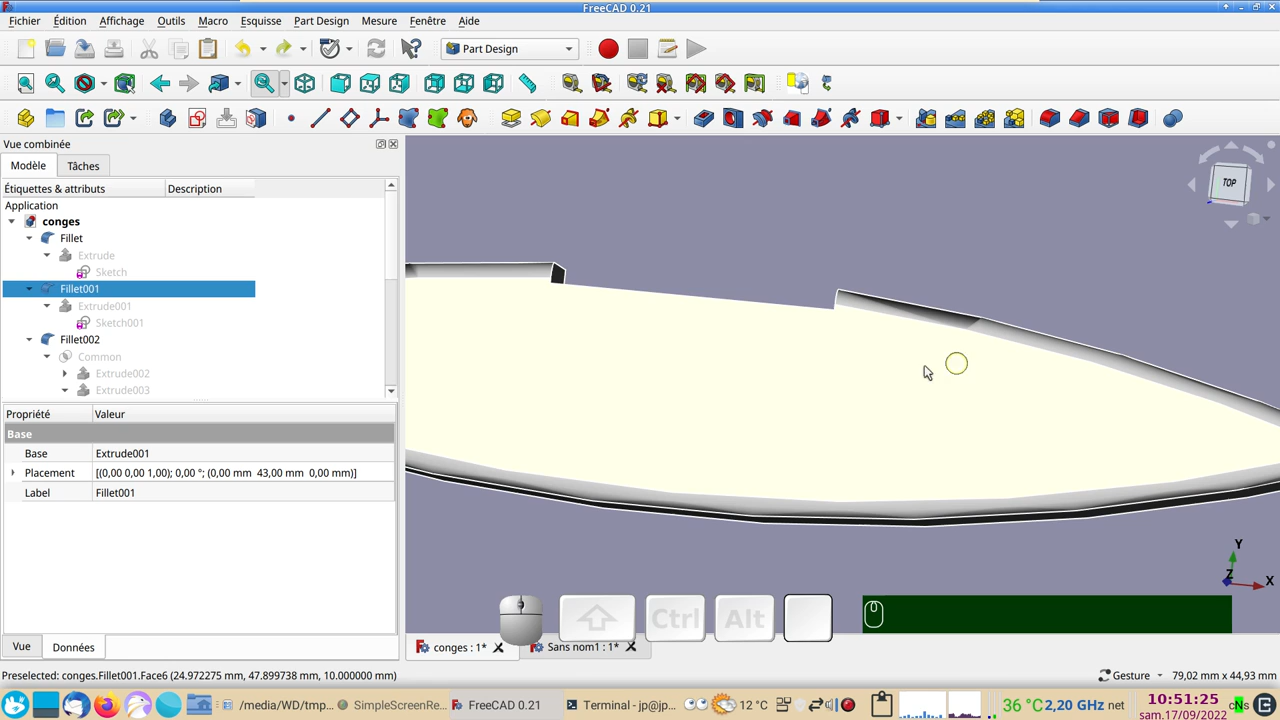 FreeCAD 0.21
Fichier Édition Affichage Outils Macro Esquisse Part Design Mesure Fenêtre Aide
Part Design
Vue combinée
Modèle Tâches
Étiquettes & attributs Description
Application
conges
Fillet
Extrude
Sketch
Fillet001
Extrude001
Sketch001
Fillet002
Common
Extrude002
Extrude003
Propriété Valeur
Base
Base Extrude001
Placement [(0,00 0,00 1,00); 0,00 °; (0,00 mm 43,00 mm 0,00 mm)]
Label Fillet001
TOP
Y
Z
X
Ctrl Alt
Vue Données
conges : 1* Sans nom1 : 1*
Preselected: conges.Fillet001.Face6 (24.972275 mm, 47.899738 mm, 10.000000 mm) Gesture 79,02 mm x 44,93 mm
/media/WD/tmp... SimpleScreenRe... FreeCAD 0.21 Terminal - jp@jp... 12 °C 36 °C 2,20 GHz net 10:51:25
sam.17/09/2022